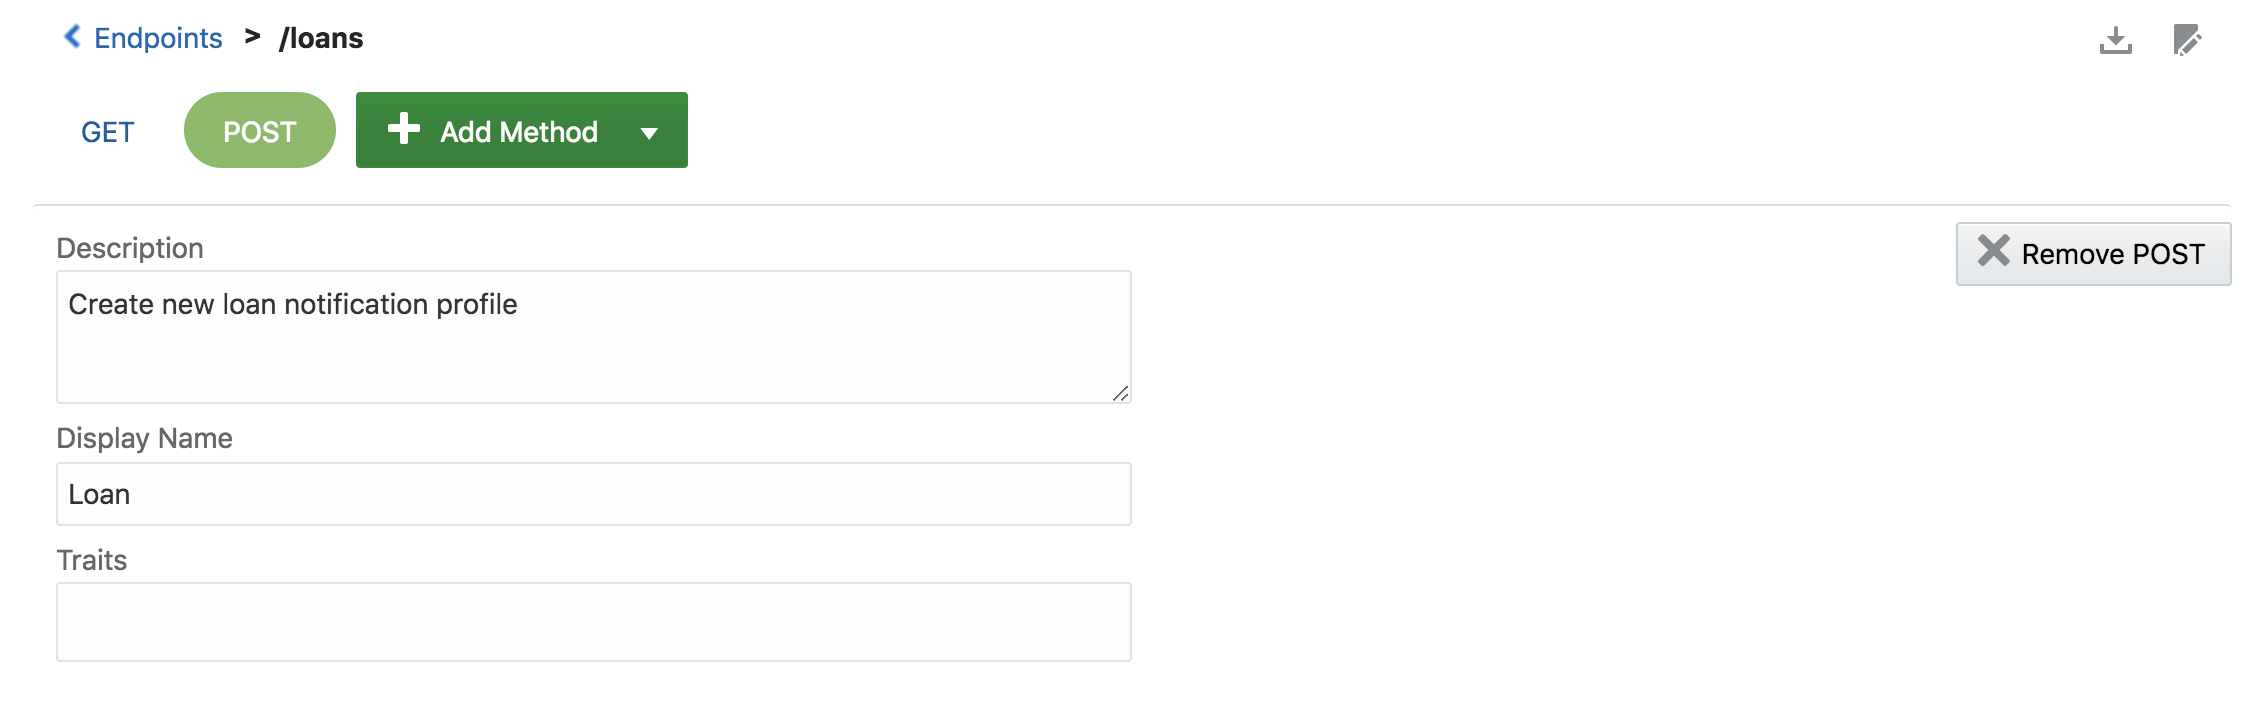 Endpoints > /loans
GET POST Add Method
Description
Remove POST
Create new loan notification profile
Display Name
Loan
Traits